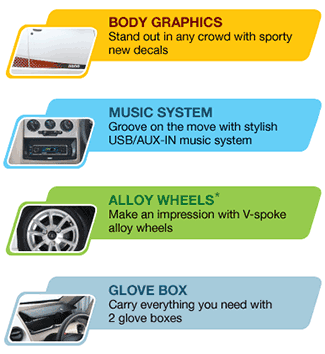 BODY GRAPHICS
Stand out in any crowd with sporty
new decals
MUSIC SYSTEM
Groove on the move with stylish
USB/AUX-IN music system
ALLOY WHEELS*
Make an impression with V-spoke
alloy wheels
GLOVE BOX
Carry everything you need with
2 glove boxes